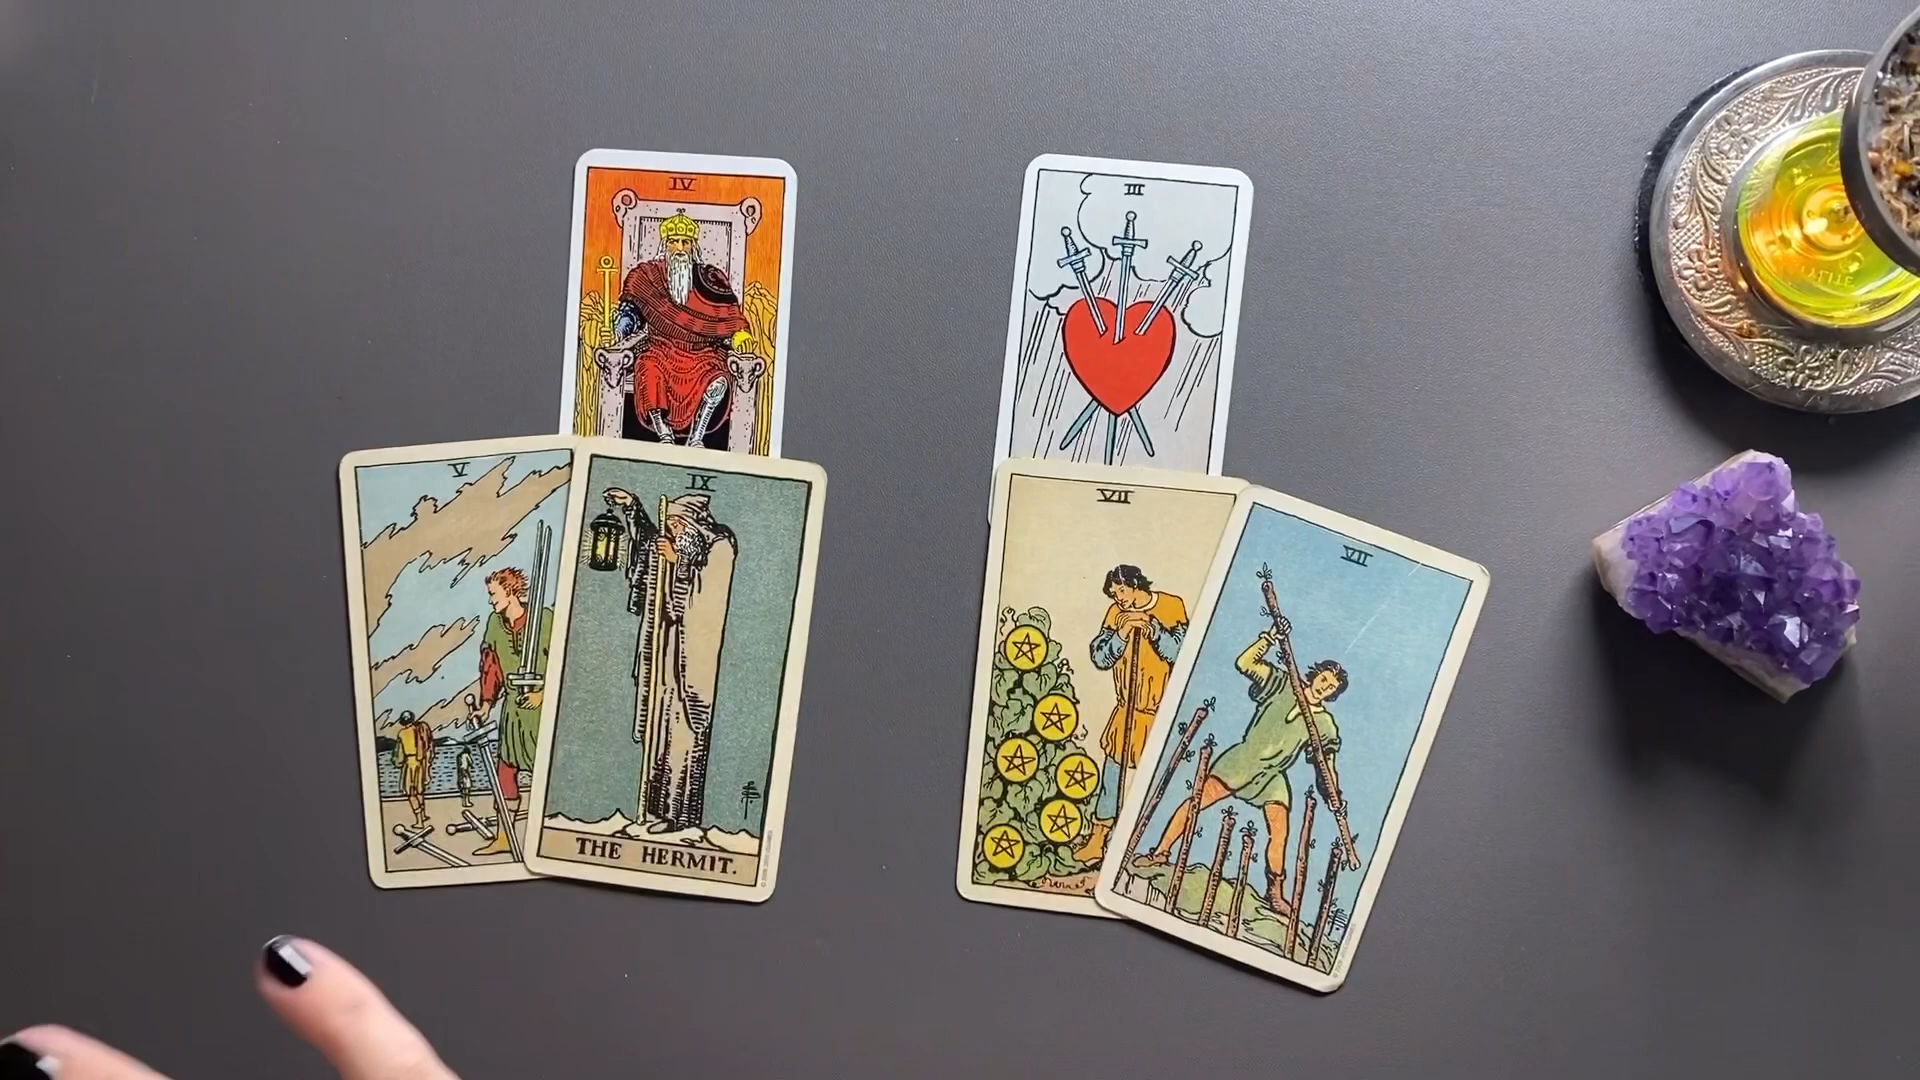 IV
III
V
IX
VII
VII
THE HERMIT.